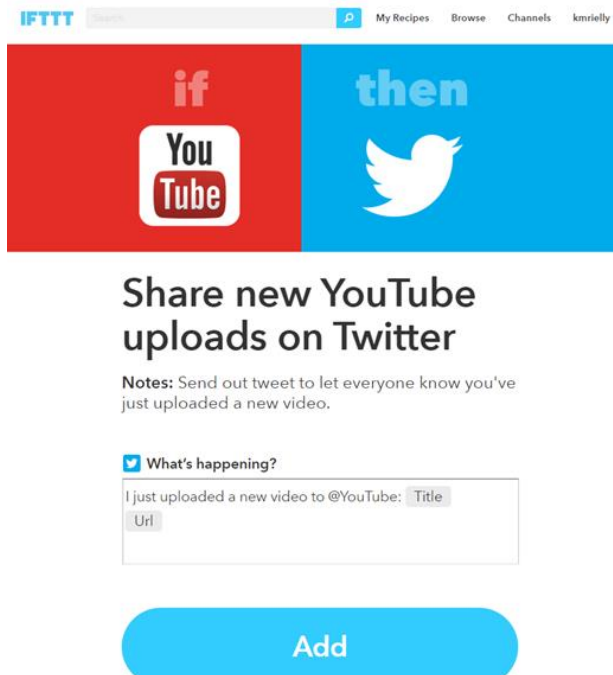 IFTTT Search My Recipes Browse Channels kmrielly
if then
You
Tube
Share new YouTube
uploads on Twitter
Notes: Send out tweet to let everyone know you've
just uploaded a new video.
What's happening?
I just uploaded a new video to @YouTube: Title
Url
Add